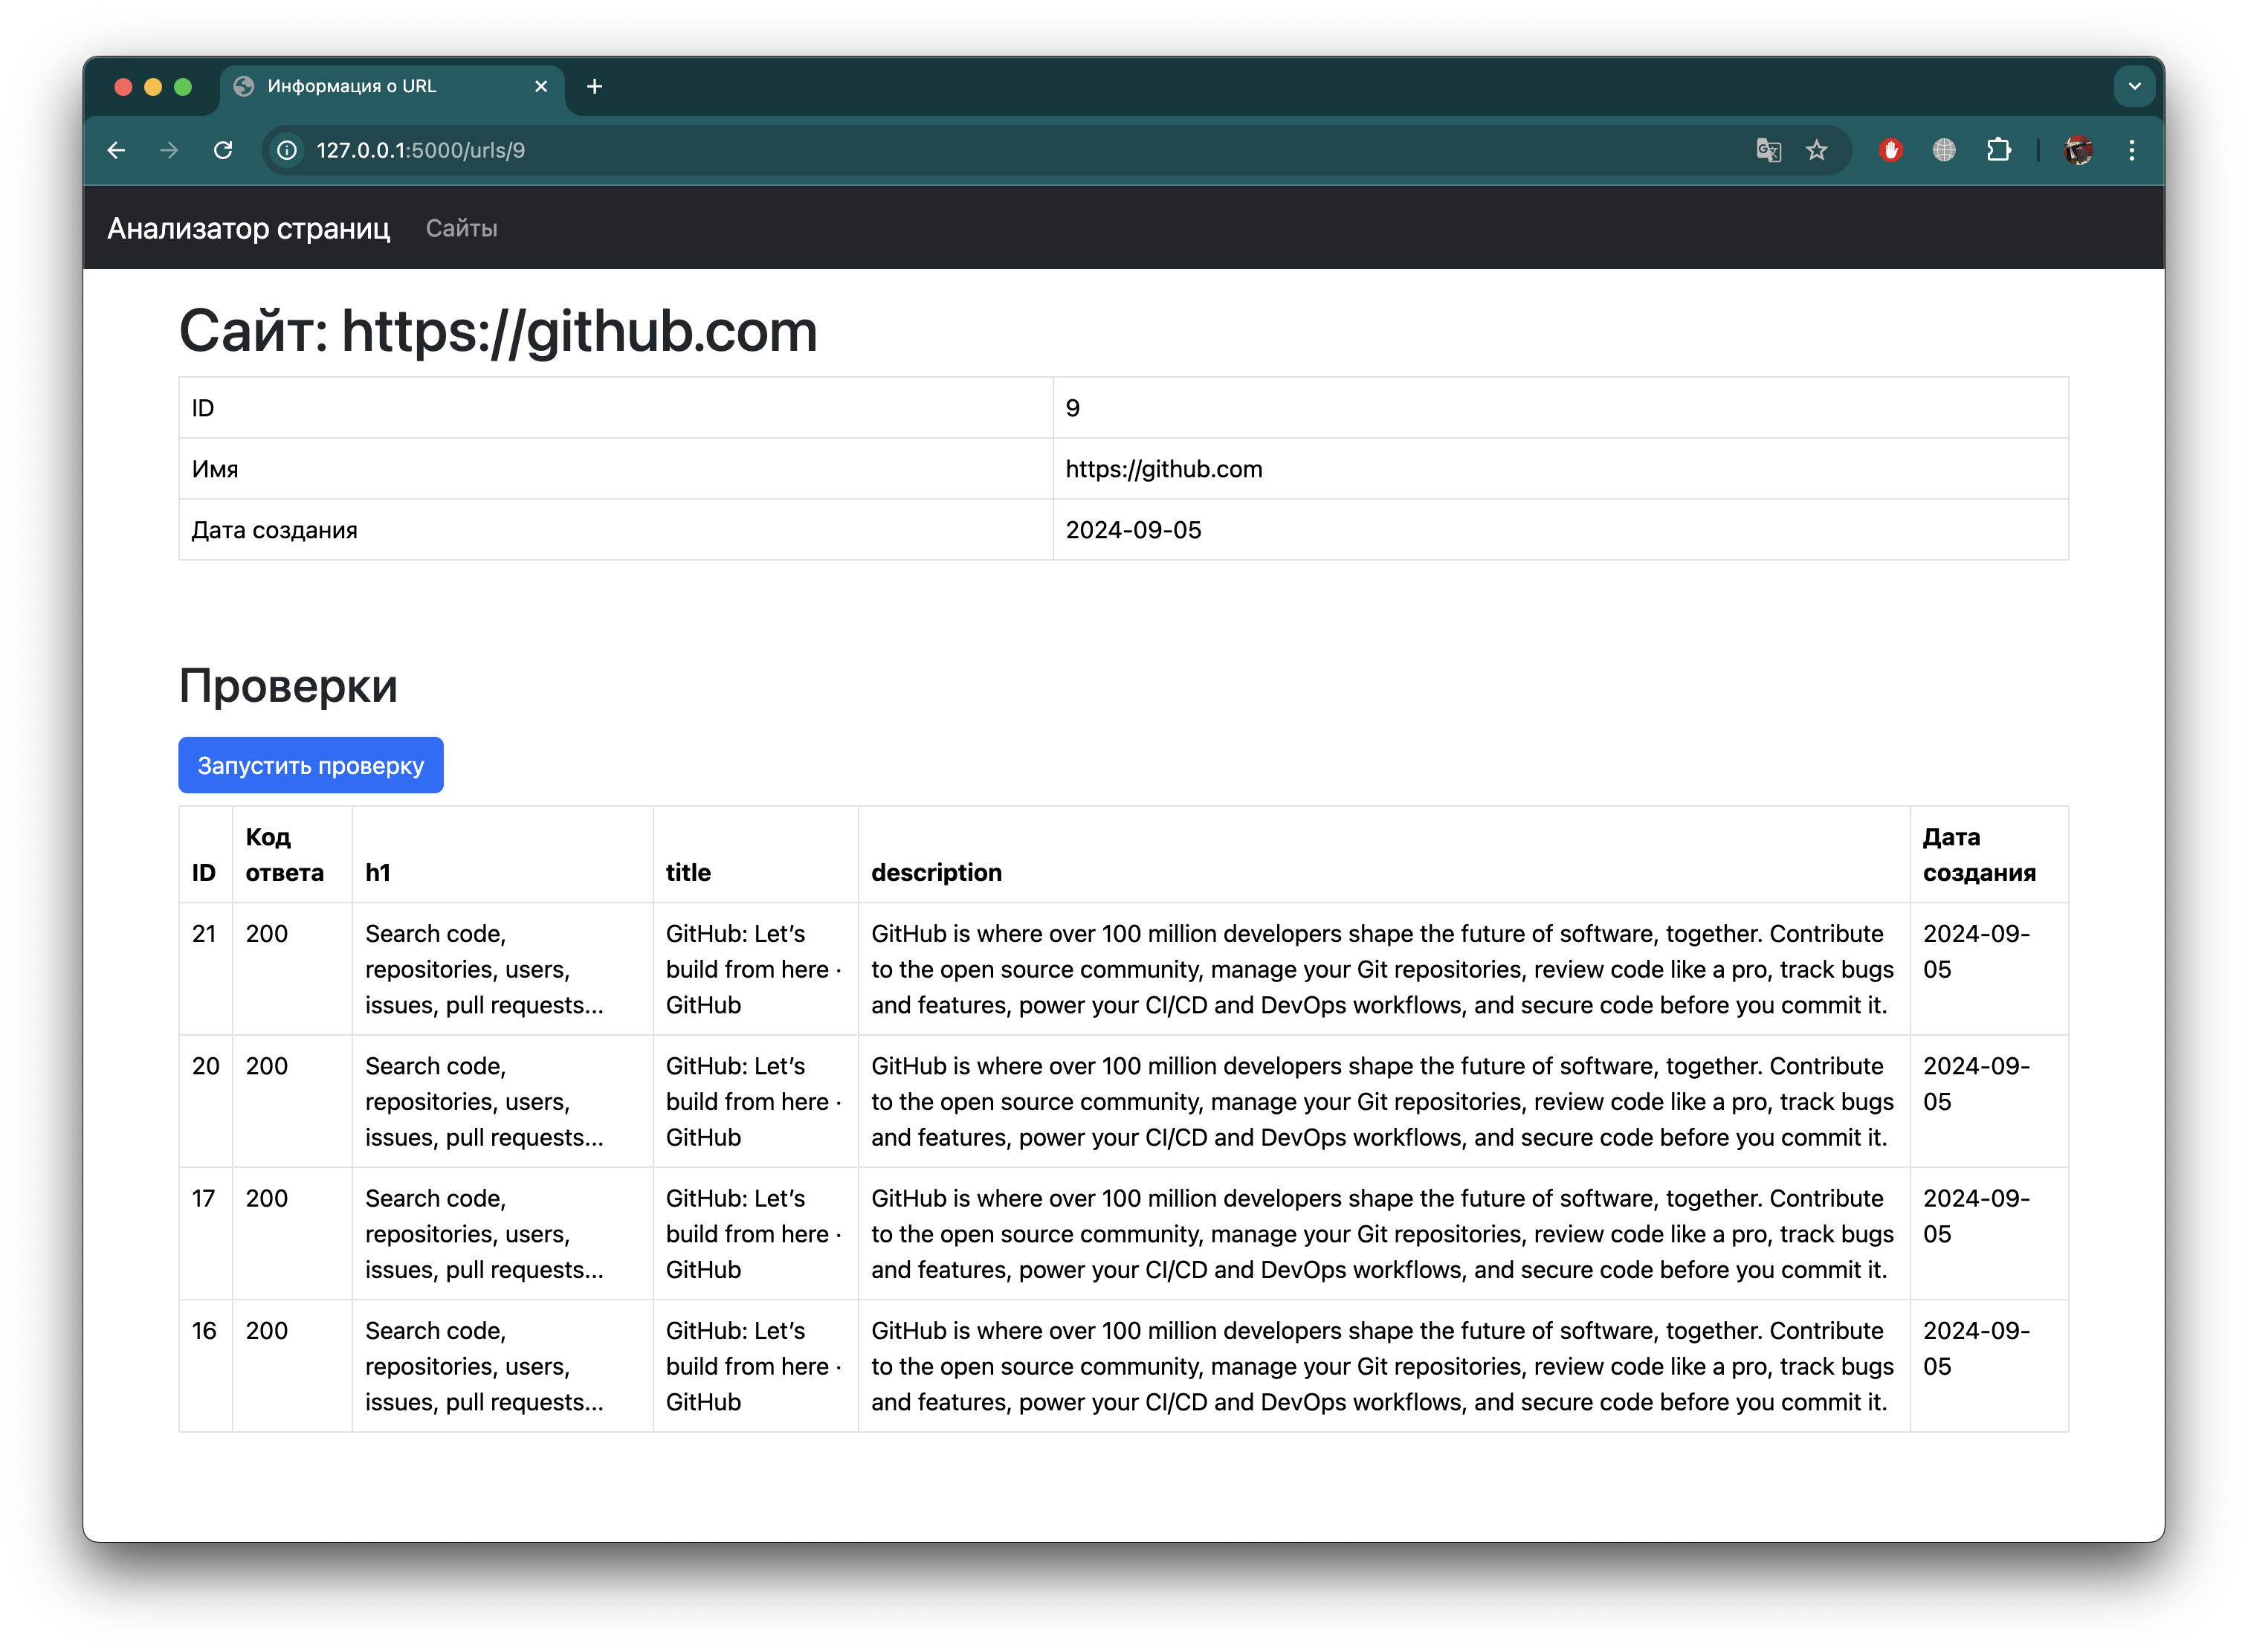 Информация о URL
127.0.0.1:5000/urls/9
Анализатор страниц Сайты
Сайт: https://github.com
ID 9
Имя https://github.com
Дата создания 2024-09-05
Проверки
Запустить проверку
ID Код ответа h1 title description Дата создания
21 200 Search code, repositories, users, issues, pull requests... GitHub: Let’s build from here · GitHub GitHub is where over 100 million developers shape the future of software, together. Contribute to the open source community, manage your Git repositories, review code like a pro, track bugs and features, power your CI/CD and DevOps workflows, and secure code before you commit it. 2024-09-05
20 200 Search code, repositories, users, issues, pull requests... GitHub: Let’s build from here · GitHub GitHub is where over 100 million developers shape the future of software, together. Contribute to the open source community, manage your Git repositories, review code like a pro, track bugs and features, power your CI/CD and DevOps workflows, and secure code before you commit it. 2024-09-05
17 200 Search code, repositories, users, issues, pull requests... GitHub: Let’s build from here · GitHub GitHub is where over 100 million developers shape the future of software, together. Contribute to the open source community, manage your Git repositories, review code like a pro, track bugs and features, power your CI/CD and DevOps workflows, and secure code before you commit it. 2024-09-05
16 200 Search code, repositories, users, issues, pull requests... GitHub: Let’s build from here · GitHub GitHub is where over 100 million developers shape the future of software, together. Contribute to the open source community, manage your Git repositories, review code like a pro, track bugs and features, power your CI/CD and DevOps workflows, and secure code before you commit it. 2024-09-05